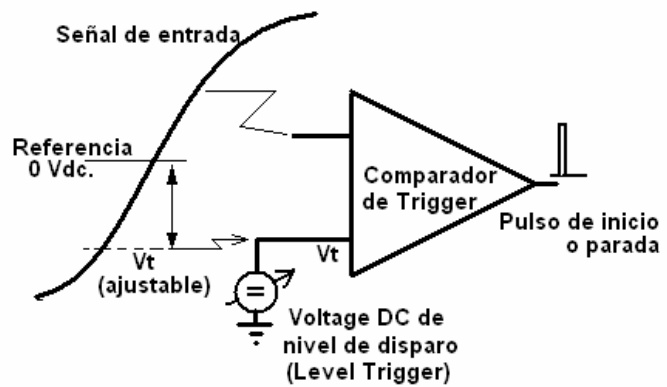 Señal de entrada
Referencia
0 Vdc.
Vt
(ajustable)
Vt
=
Comparador
de Trigger
Pulso de inicio
o parada
Voltage DC de
nivel de disparo
(Level Trigger)